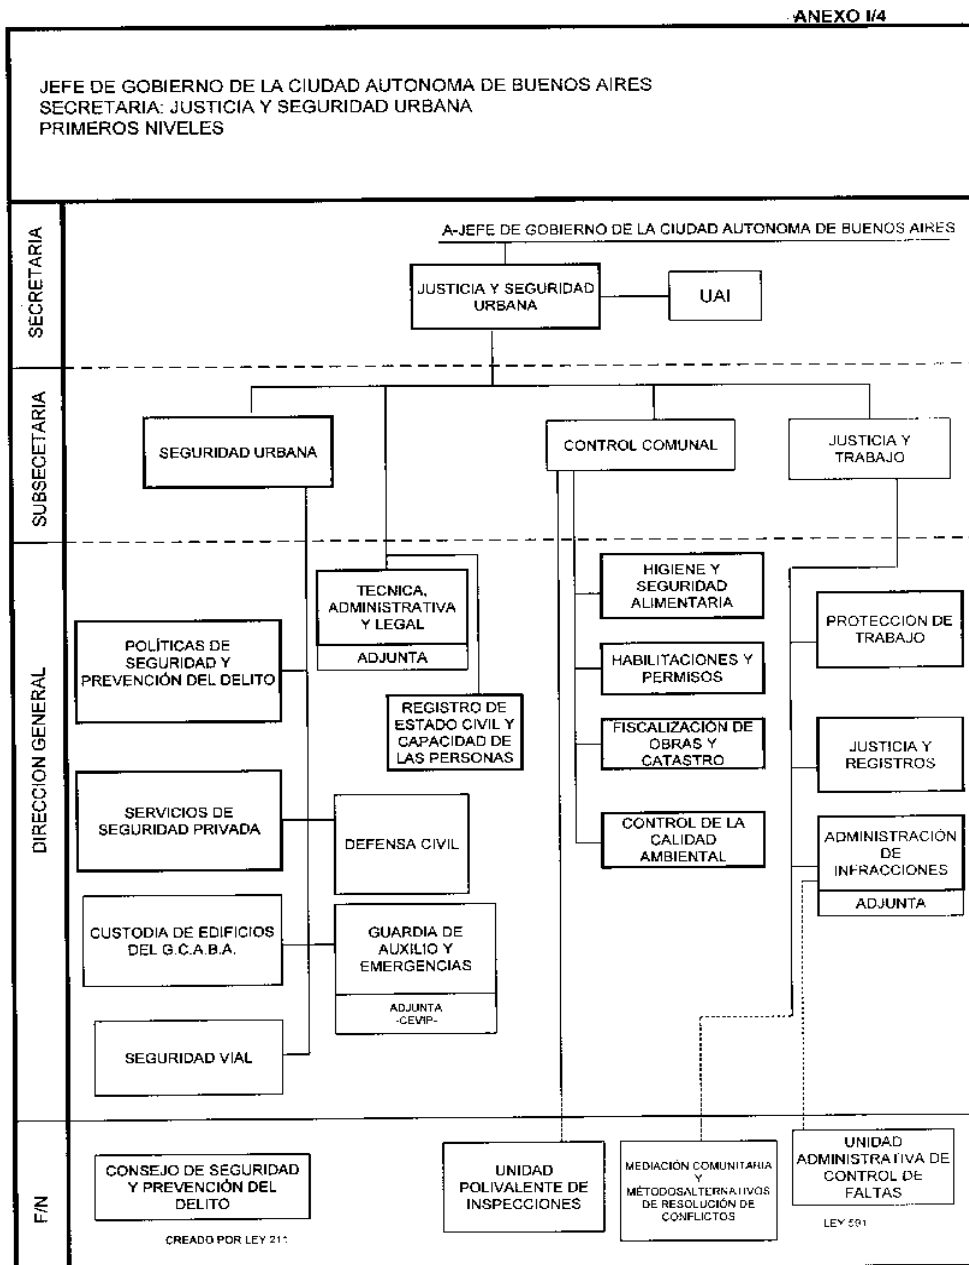 ANEXO I/4
JEFE DE GOBIERNO DE LA CIUDAD AUTONOMA DE BUENOS AIRES
SECRETARIA: JUSTICIA Y SEGURIDAD URBANA
PRIMEROS NIVELES
SECRETARIA
A-JEFE DE GOBIERNO DE LA CIUDAD AUTONOMA DE BUENOS AIRES
JUSTICIA Y SEGURIDAD
URBANA
UAI
SUBSECETARIA
SEGURIDAD URBANA
CONTROL COMUNAL
JUSTICIA Y
TRABAJO
DIRECCION GENERAL
TECNICA,
ADMINISTRATIVA
Y LEGAL
ADJUNTA
HIGIENE Y
SEGURIDAD
ALIMENTARIA
PROTECCIÓN DE
TRABAJO
POLÍTICAS DE
SEGURIDAD Y
PREVENCIÓN DEL DELITO
HABILITACIONES Y
PERMISOS
REGISTRO DE
ESTADO CIVIL Y
CAPACIDAD DE
LAS PERSONAS
FISCALIZACIÓN DE
OBRAS Y
CATASTRO
JUSTICIA Y
REGISTROS
SERVICIOS DE
SEGURIDAD PRIVADA
DEFENSA CIVIL
CONTROL DE LA
CALIDAD
AMBIENTAL
ADMINISTRACIÓN
DE
INFRACCIONES
ADJUNTA
CUSTODIA DE EDIFICIOS
DEL G.C.A.B.A.
GUARDIA DE
AUXILIO Y
EMERGENCIAS
ADJUNTA
-CEVIP-
SEGURIDAD VIAL
F/N
CONSEJO DE SEGURIDAD
Y PREVENCIÓN DEL
DELITO
CREADO POR LEY 211
UNIDAD
POLIVALENTE DE
INSPECCIONES
MEDIACIÓN COMUNITARIA
Y
MÉTODOSALTERNATIVOS
DE RESOLUCIÓN DE
CONFLICTOS
UNIDAD
ADMINISTRATIVA DE
CONTROL DE
FALTAS
LEY 591